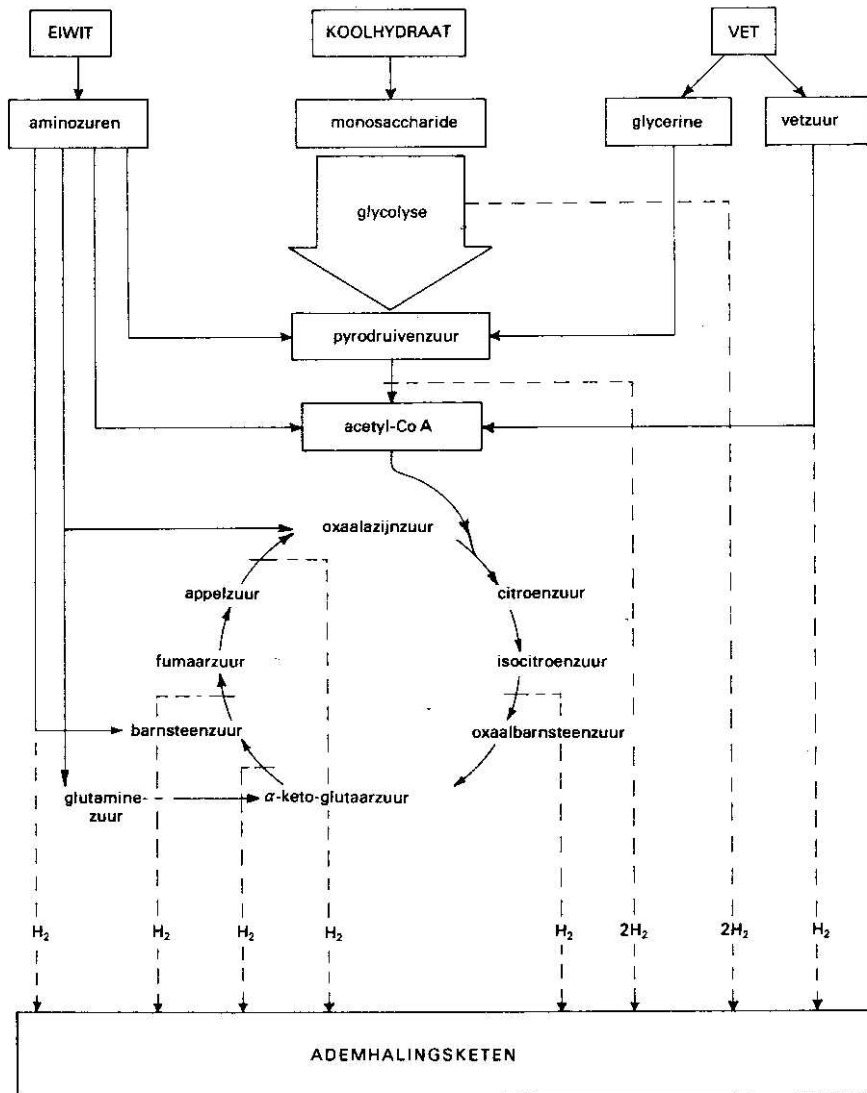 EIWIT
KOOLHYDRAAT
VET
aminozuren
monosaccharide
glycerine
vetzuur
glycolyse
pyrodruivenzuur
acetyl-Co A
oxaalazijnzuur
appelzuur
citroenzuur
fumaarzuur
isocitroenzuur
barnsteenzuur
oxaalbarnsteenzuur
glutamine-
zuur
α-keto-glutaarzuur
H₂
H₂
H₂
H₂
H₂
2H₂
2H₂
H₂
ADEMHALINGSKETEN